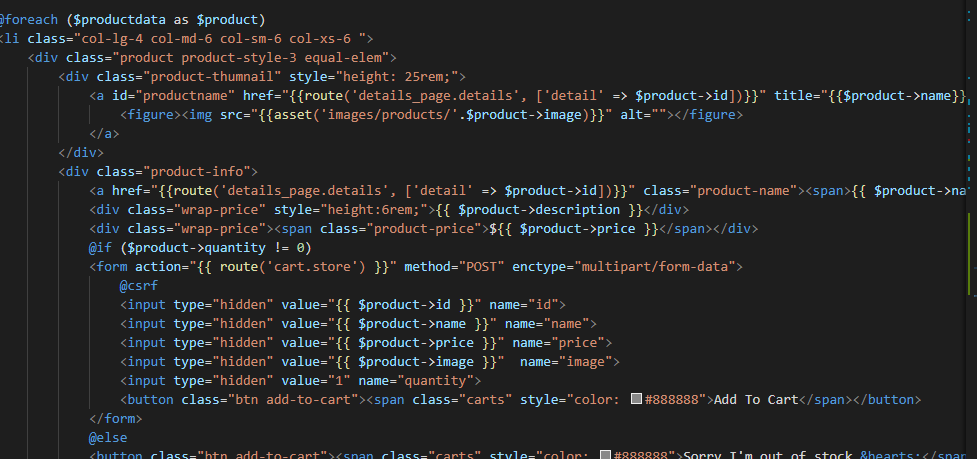 @foreach ($productdata as $product)
<li class="col-lg-4 col-md-6 col-sm-6 col-xs-6 ">
<div class="product product-style-3 equal-elem">
<div class="product-thumnail" style="height: 25rem;">
<a id="productname" href="{{route('details_page.details', ['detail' => $product->id])}}" title="{{$product->name}}
<figure><img src="{{asset('images/products/'.$product->image)}}" alt=""></figure>
</a>
</div>
<div class="product-info">
<a href="{{route('details_page.details', ['detail' => $product->id])}}" class="product-name"><span>{{ $product->na
<div class="wrap-price" style="height:6rem;">{{ $product->description }}</div>
<div class="wrap-price"><span class="product-price">${{ $product->price }}</span></div>
@if ($product->quantity != 0)
<form action="{{ route('cart.store') }}" method="POST" enctype="multipart/form-data">
@csrf
<input type="hidden" value="{{ $product->id }}" name="id">
<input type="hidden" value="{{ $product->name }}" name="name">
<input type="hidden" value="{{ $product->price }}" name="price">
<input type="hidden" value="{{ $product->image }}"  name="image">
<input type="hidden" value="1" name="quantity">
<button class="btn add-to-cart"><span class="carts" style="color: #888888">Add To Cart</span></button>
</form>
@else
<button class="btn add-to-cart"><span class="carts" style="color: #888888">Sorry I'm out of stock &hearts;</span